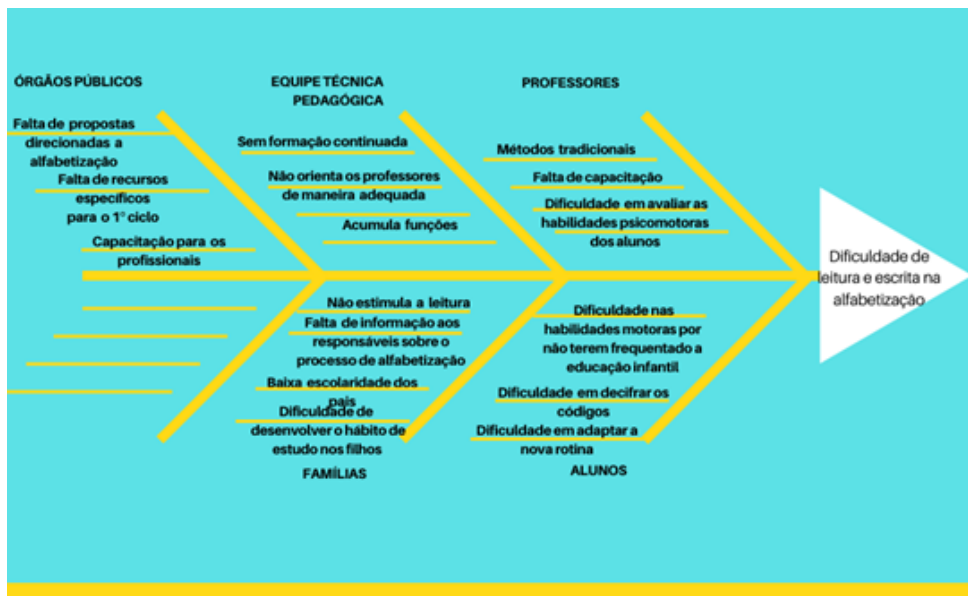 ÓRGÃOS PÚBLICOS
Falta de propostas
direcionadas a
alfabetização
Falta de recursos
específicos
para o 1º ciclo
Capacitação para os
profissionais
EQUIPE TÉCNICA
PEDAGÓGICA
Sem formação continuada
Não orienta os professores
de maneira adequada
Acumula funções
PROFESSORES
Métodos tradicionais
Falta de capacitação
Dificuldade em avaliar as
habilidades psicomotoras
dos alunos
Dificuldade de
leitura e escrita na
alfabetização
Não estimula a leitura
Falta de informação aos
responsáveis sobre o
processo de alfabetização
Baixa escolaridade dos
pais
Dificuldade de
desenvolver o hábito de
estudo nos filhos
FAMÍLIAS
Dificuldade nas
habilidades motoras por
não terem frequentado a
educação infantil
Dificuldade em decifrar os
códigos
Dificuldade em adaptar a
nova rotina
ALUNOS